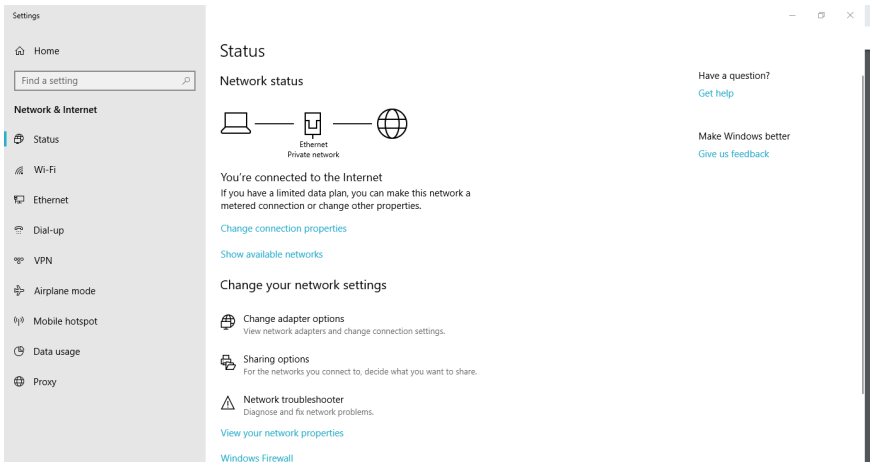 Settings
Home
Find a setting
Network & Internet
Status
Wi-Fi
Ethernet
Dial-up
VPN
Airplane mode
Mobile hotspot
Data usage
Proxy
Status
Network status
Ethernet
Private network
You're connected to the Internet
If you have a limited data plan, you can make this network a
metered connection or change other properties.
Change connection properties
Show available networks
Change your network settings
Change adapter options
View network adapters and change connection settings.
Sharing options
For the networks you connect to, decide what you want to share.
Network troubleshooter
Diagnose and fix network problems.
View your network properties
Windows Firewall
Have a question?
Get help
Make Windows better
Give us feedback